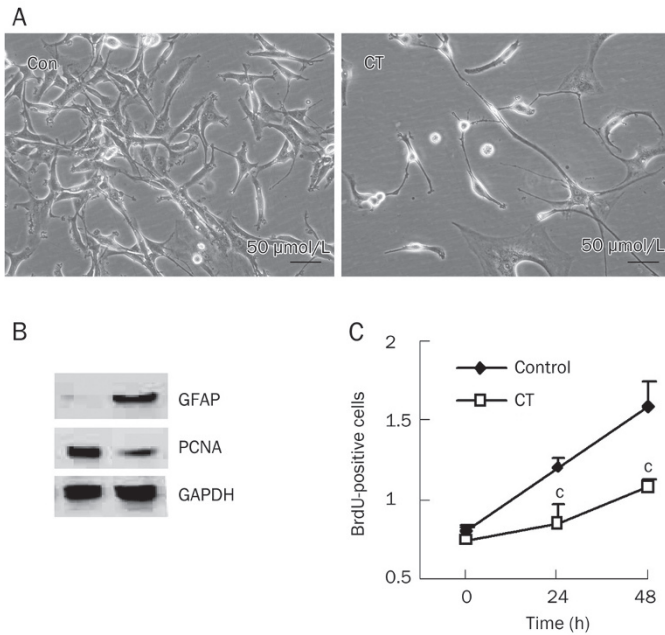 A
Con
CT
50 µmol/L
50 µmol/L
B
GFAP
PCNA
GAPDH
C
2
1.5
1
0.5
BrdU-positive cells
Control
CT
c
c
0
24
48
Time (h)